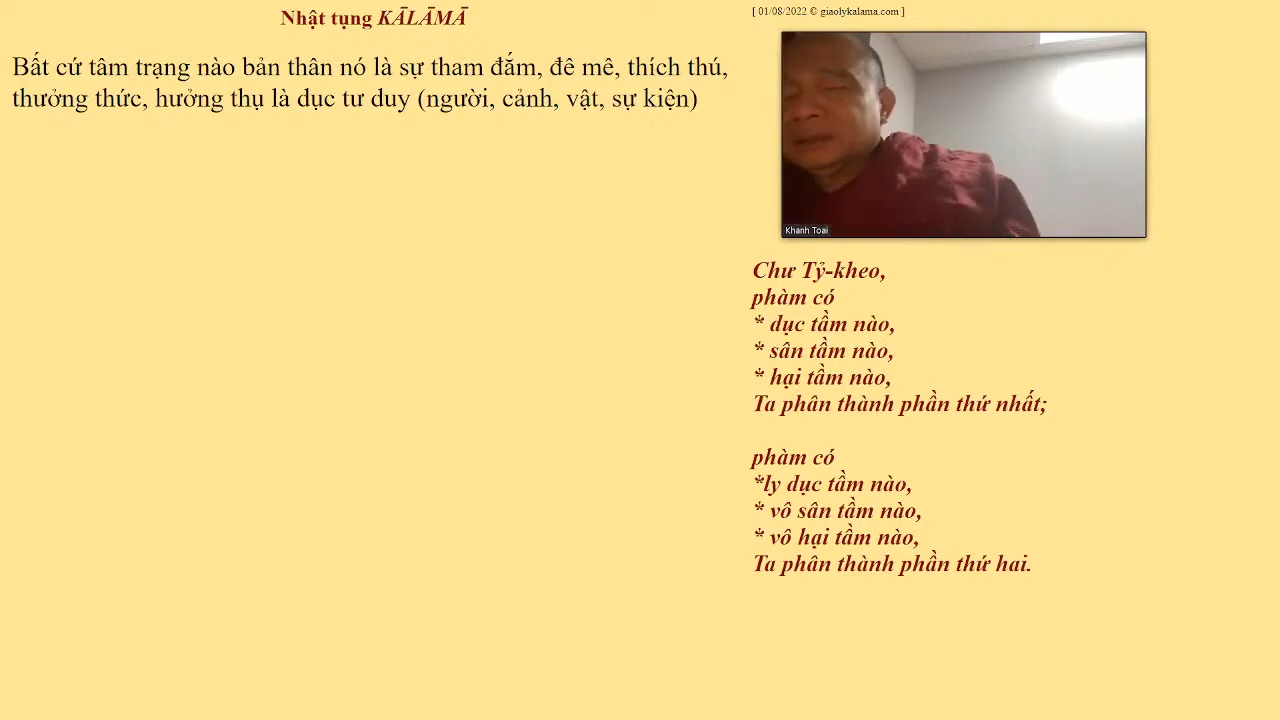 Nhật tụng KĀLĀMĀ
Bất cứ tâm trạng nào bản thân nó là sự tham đắm, đê mê, thích thú,
thưởng thức, hưởng thụ là dục tư duy (người, cảnh, vật, sự kiện)
[ 01/08/2022 © giaolykalama.com ]
Khanh Toai
Chư Tỷ-kheo,
phàm có
* dục tầm nào,
* sân tầm nào,
* hại tầm nào,
Ta phân thành phần thứ nhất;
phàm có
*ly dục tầm nào,
* vô sân tầm nào,
* vô hại tầm nào,
Ta phân thành phần thứ hai.